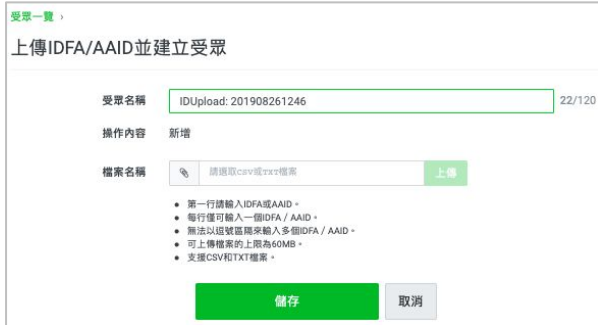 受眾一覽 ›
上傳IDFA/AAID並建立受眾
受眾名稱 IDUpload: 201908261246 22/120
操作內容 新增
檔案名稱 請選取CSV或TXT檔案 上傳
• 第一行請輸入IDFA或AAID。
• 每行僅可輸入一個IDFA / AAID。
• 無法以逗號區隔來輸入多個IDFA / AAID。
• 可上傳檔案的上限為60MB。
• 支援CSV和TXT檔案。
儲存 取消